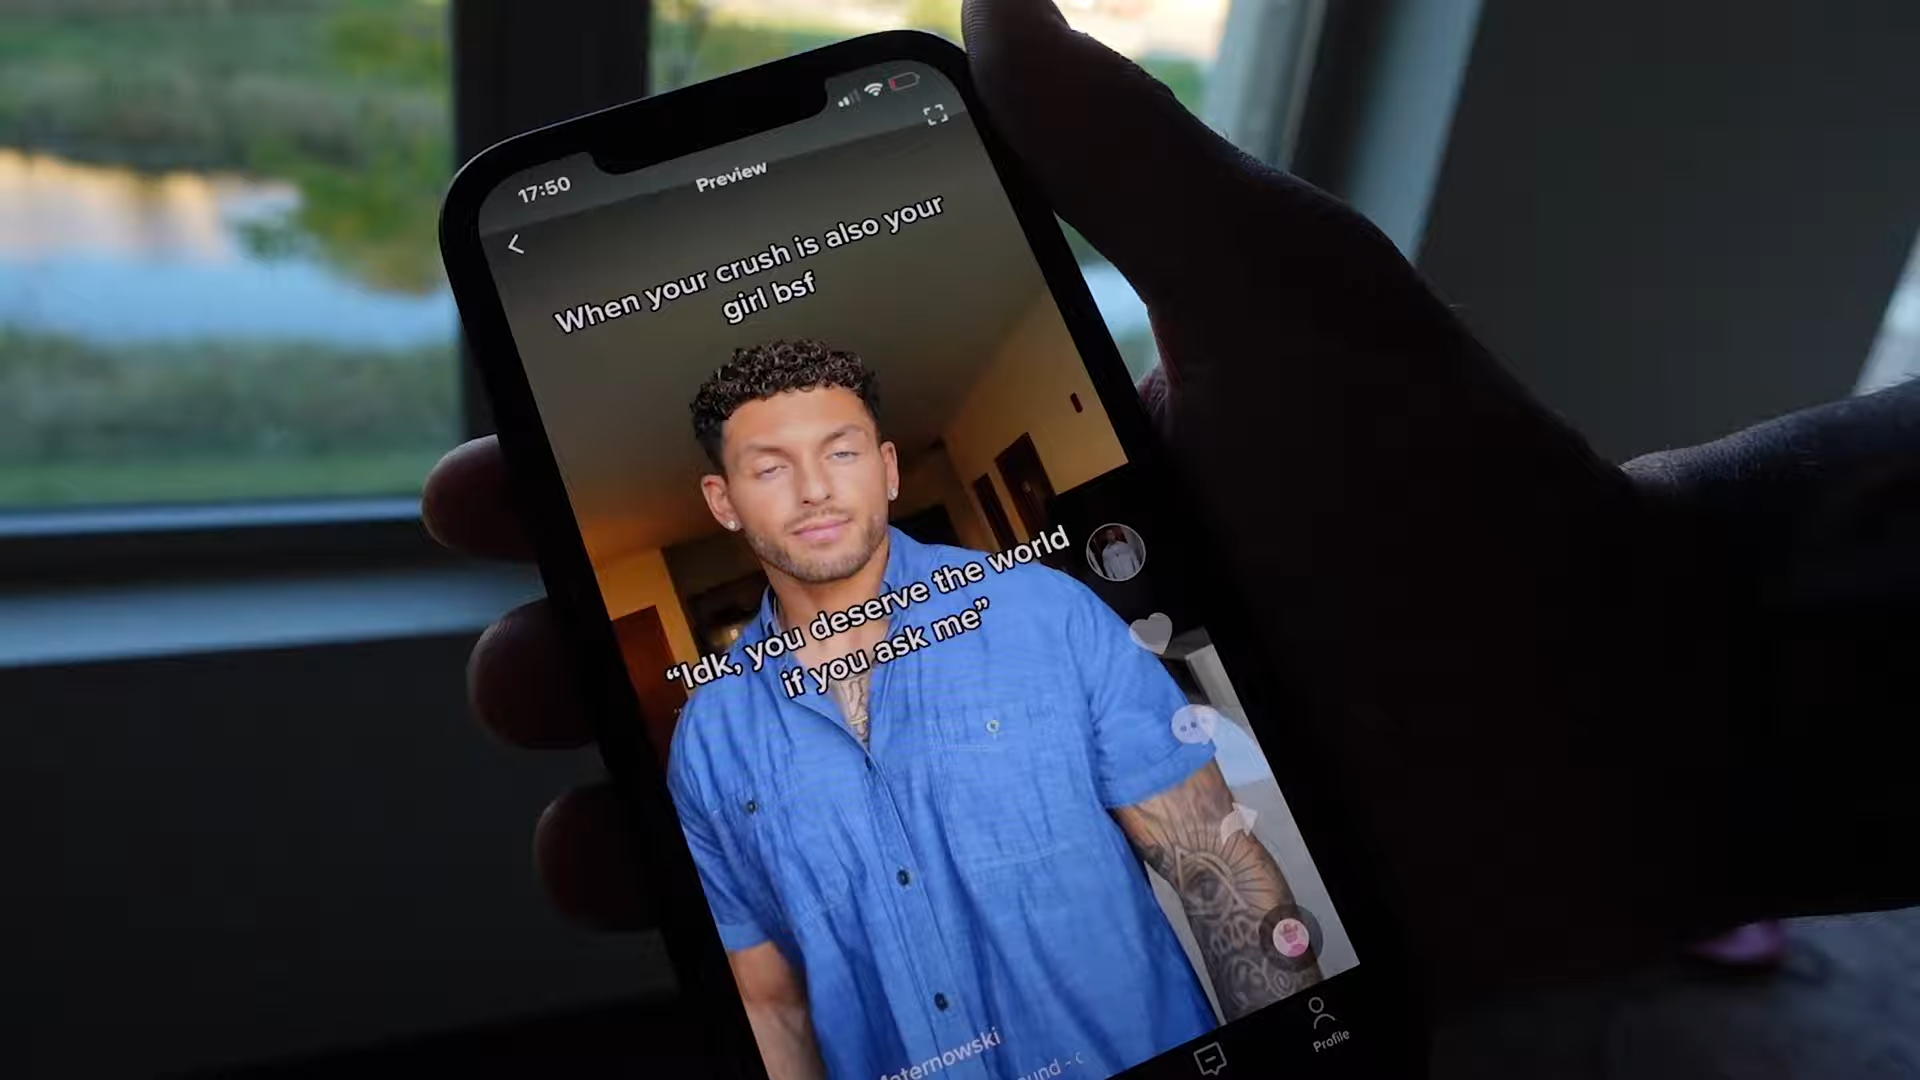 17:50
Preview
When your crush is also your
girl bsf
“Idk, you deserve the world
if you ask me”
Profile